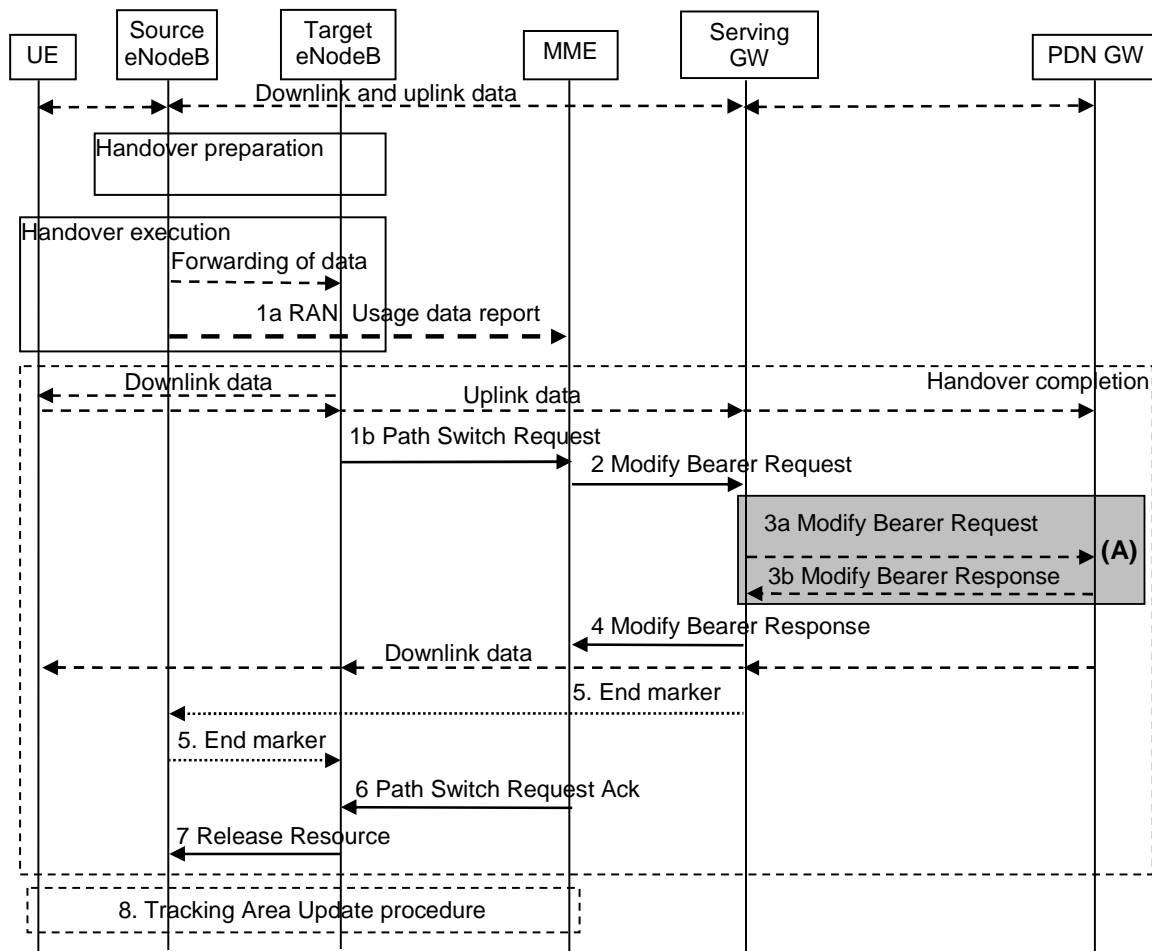 UE
Source
eNodeB
Target
eNodeB
MME
Serving
GW
PDN GW
Downlink and uplink data
Handover preparation
Handover execution
Forwarding of data
1a RAN Usage data report
Downlink data
Handover completion
Uplink data
1b Path Switch Request
2 Modify Bearer Request
3a Modify Bearer Request
(A)
3b Modify Bearer Response
4 Modify Bearer Response
Downlink data
5. End marker
5. End marker
6 Path Switch Request Ack
7 Release Resource
8. Tracking Area Update procedure